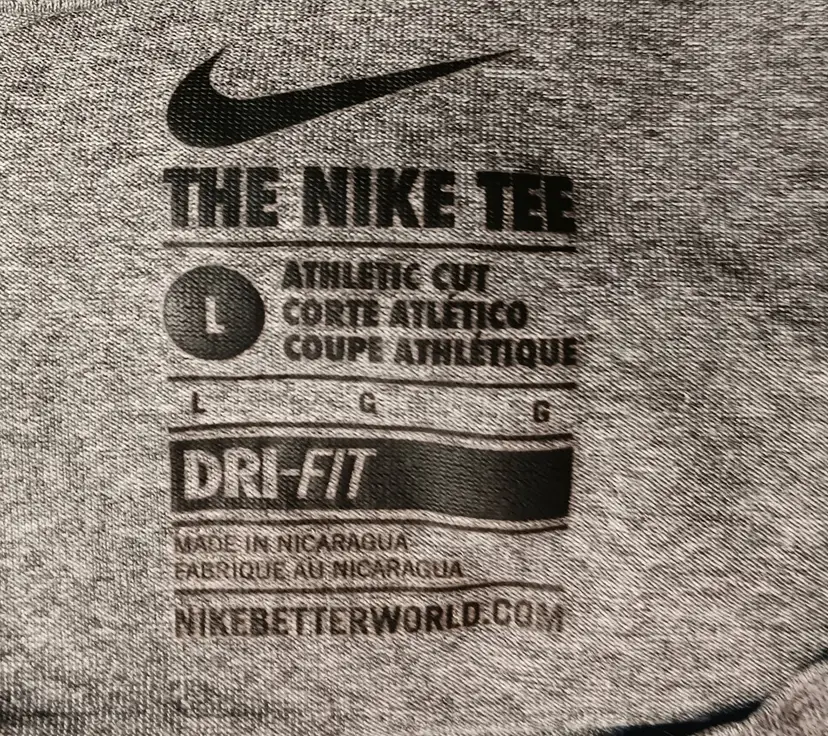 THE NIKE TEE
L
ATHLETIC CUT
CORTE ATLÉTICO
COUPE ATHLÉTIQUE
L G G
DRI-FIT
MADE IN NICARAGUA
FABRIQUE AU NICARAGUA
NIKEBETTERWORLD.COM